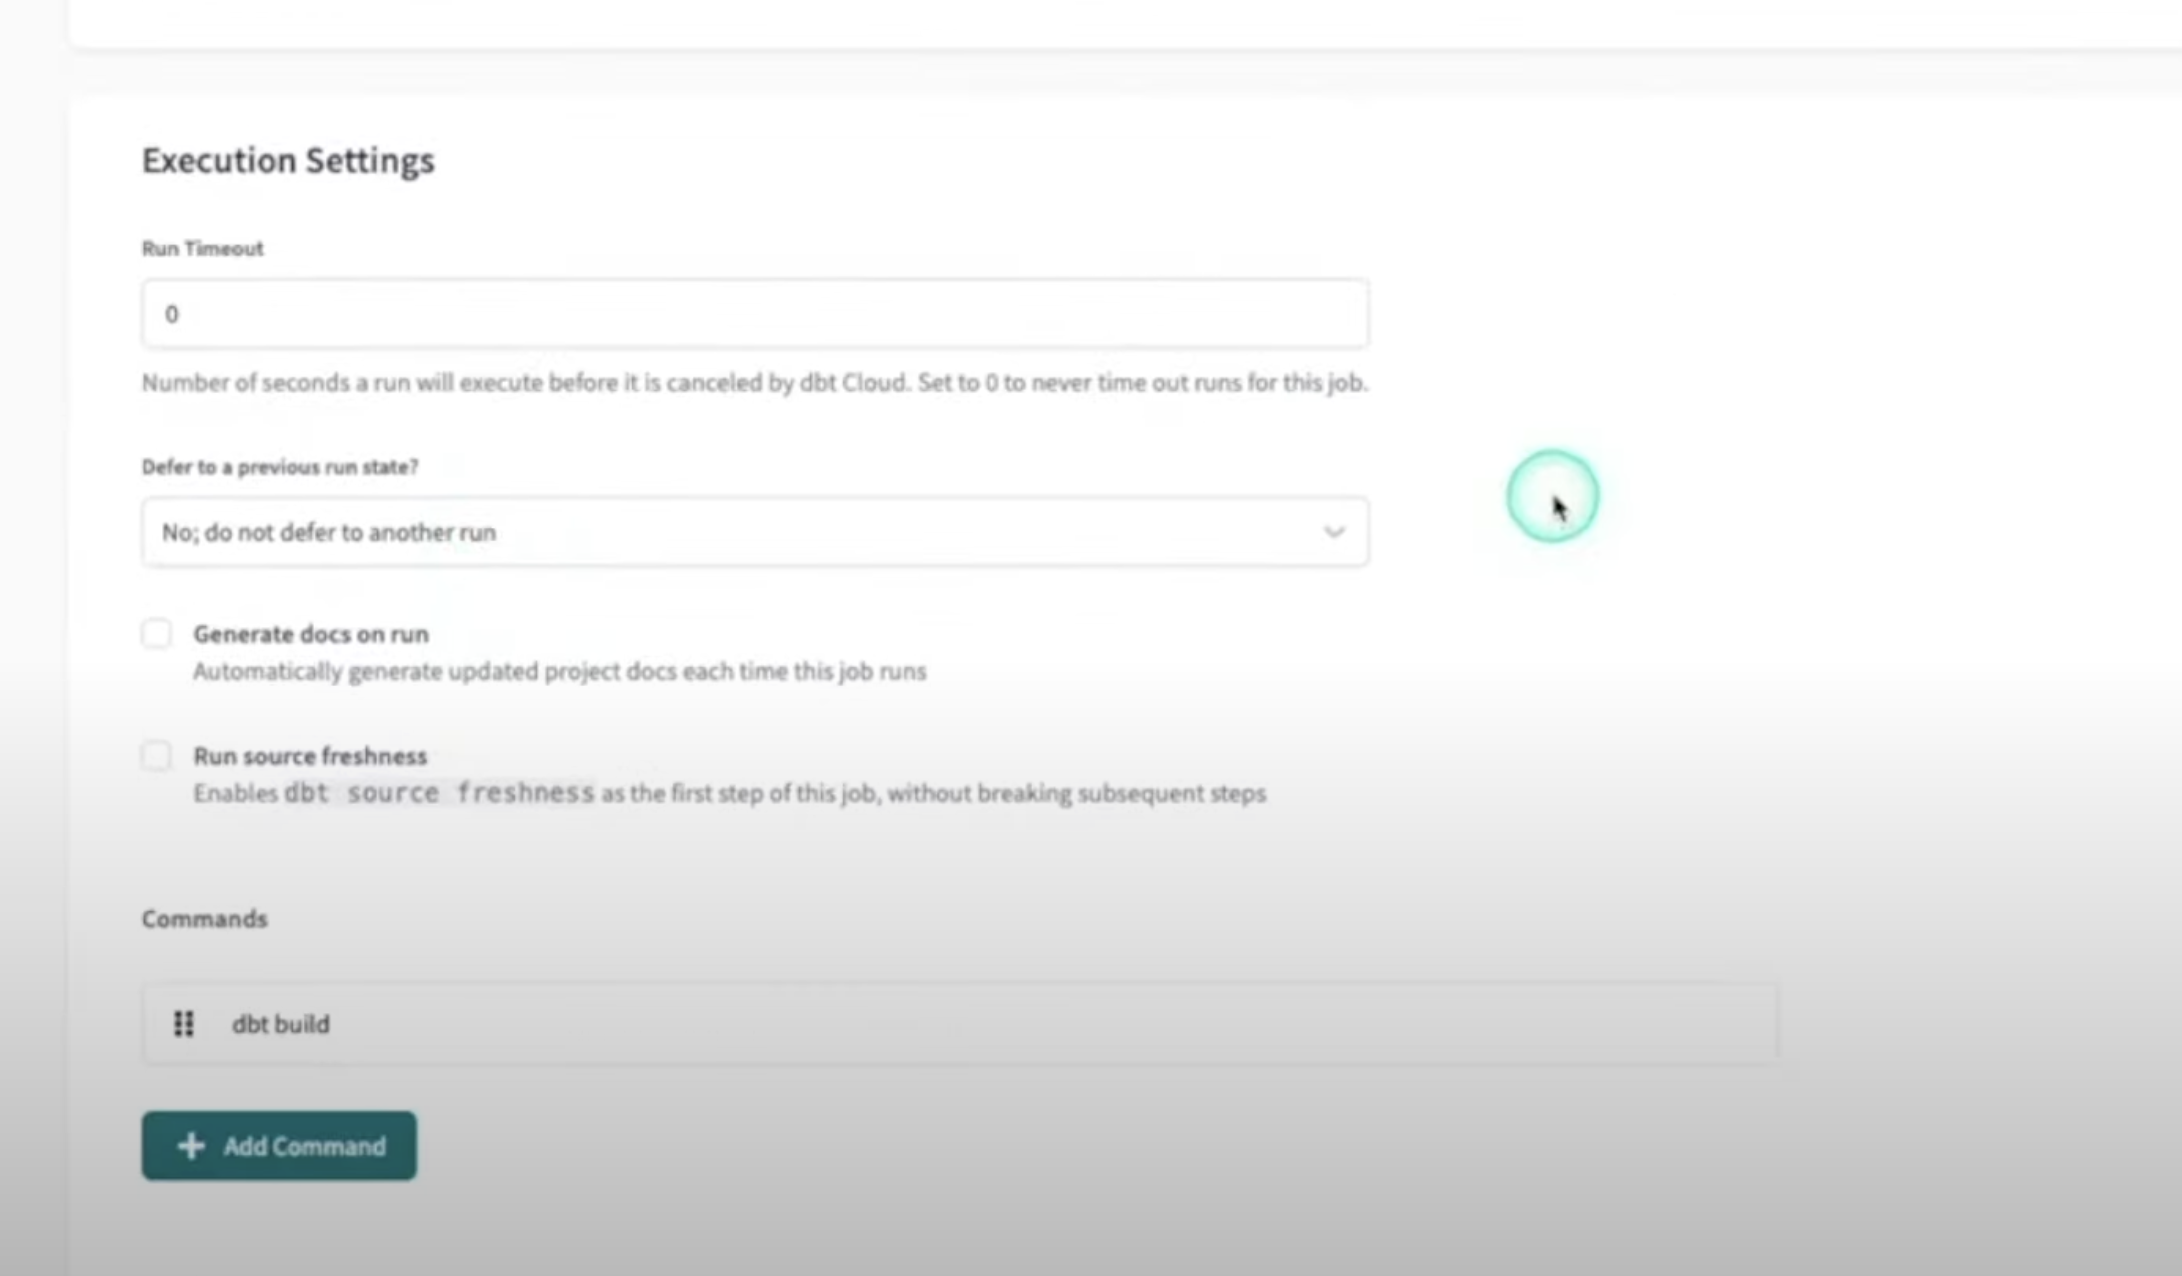 Execution Settings
Run Timeout
0
Number of seconds a run will execute before it is canceled by dbt Cloud. Set to 0 to never time out runs for this job.
Defer to a previous run state?
No; do not defer to another run
Generate docs on run
Automatically generate updated project docs each time this job runs
Run source freshness
Enables dbt source freshness as the first step of this job, without breaking subsequent steps
Commands
dbt build
Add Command